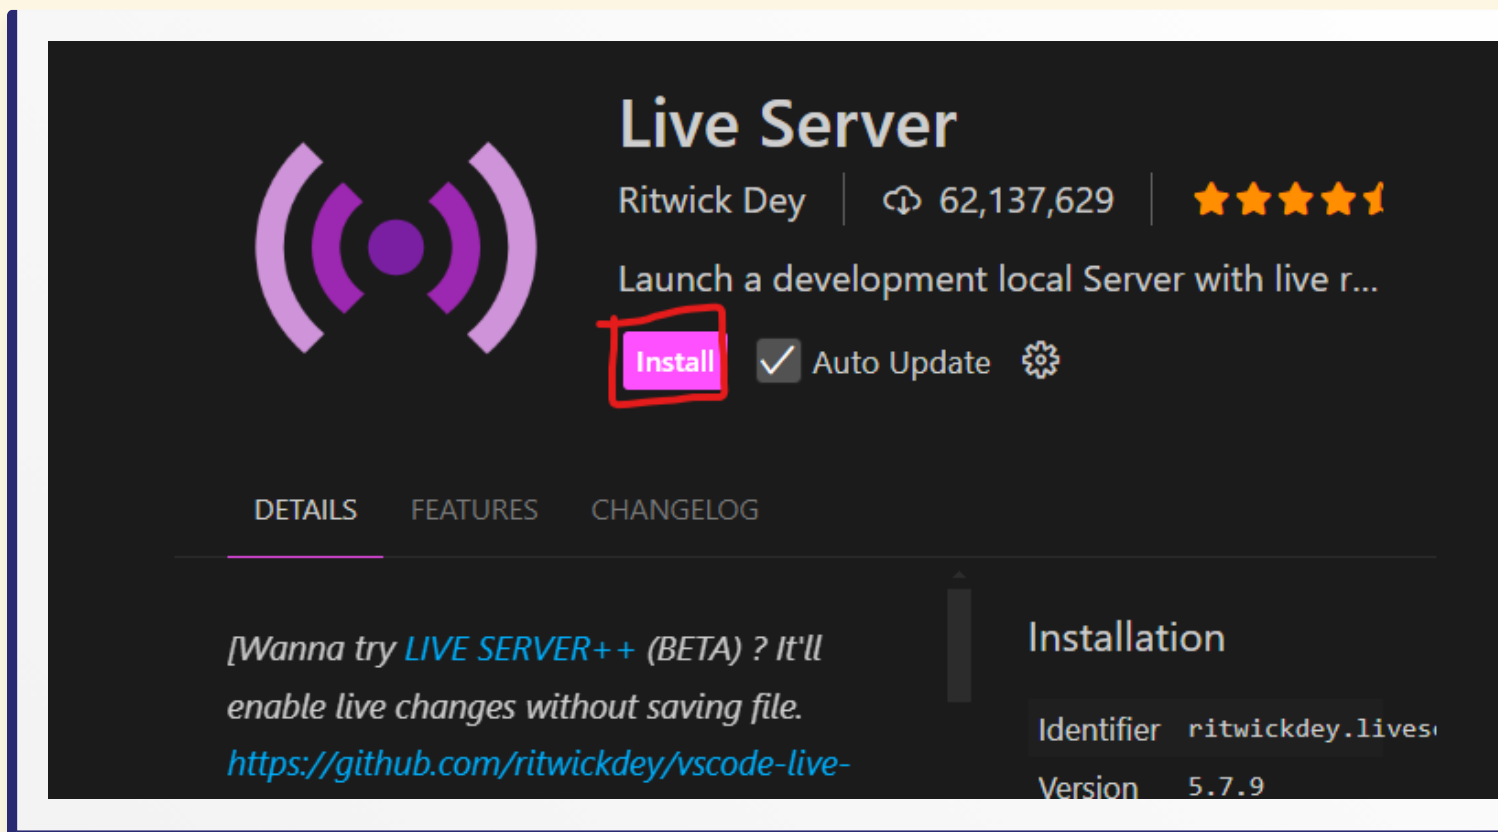 Live Server
Ritwick Dey 62,137,629
Launch a development local Server with live r...
Install Auto Update
DETAILS FEATURES CHANGELOG
[Wanna try LIVE SERVER++ (BETA) ? It'll
enable live changes without saving file.
https://github.com/ritwickdey/vscode-live-
Installation
Identifier ritwickdey.lives
Version 5.7.9